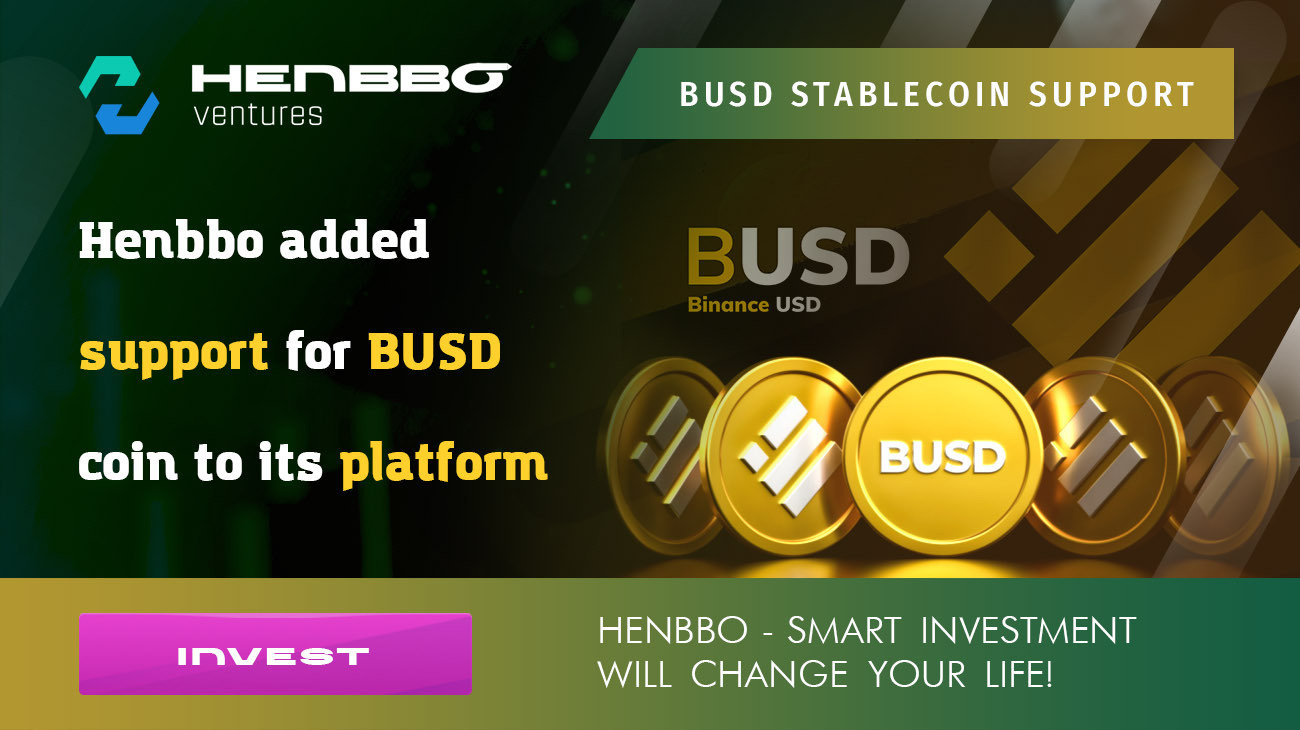 HENBBO
ventures
BUSD STABLECOIN SUPPORT
Henbbo added
support for BUSD
coin to its platform
BUSD
Binance USD
BUSD
INVEST
HENBBO - SMART INVESTMENT
WILL CHANGE YOUR LIFE!